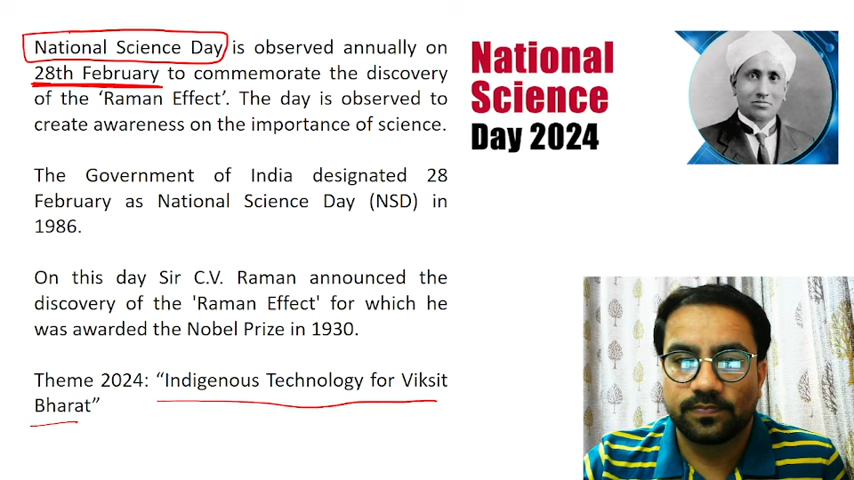 National Science Day is observed annually on
28th February to commemorate the discovery
of the ‘Raman Effect’. The day is observed to
create awareness on the importance of science.
The Government of India designated 28
February as National Science Day (NSD) in
1986.
On this day Sir C.V. Raman announced the
discovery of the 'Raman Effect' for which he
was awarded the Nobel Prize in 1930.
Theme 2024: “Indigenous Technology for Viksit
Bharat”
National
Science
Day 2024